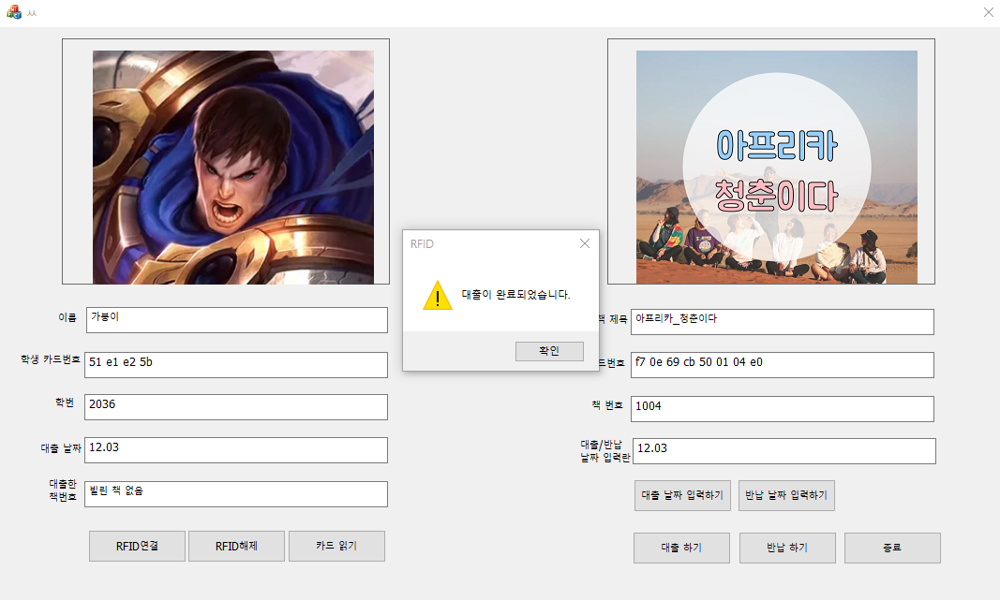 ㅆ
아프리카
청춘이다
RFID
대출이 완료되었습니다.
확인
이름
가붕이
학생 카드번호
51 e1 e2 5b
학번
2036
대출 날짜
12.03
대출한
책번호
빌린 책 없음
RFID연결
RFID해제
카드 읽기
책 제목
아프리카_청춘이다
드번호
f7 0e 69 cb 50 01 04 e0
책 번호
1004
대출/반납
날짜 입력란
12.03
대출 날짜 입력하기
반납 날짜 입력하기
대출 하기
반납 하기
종료